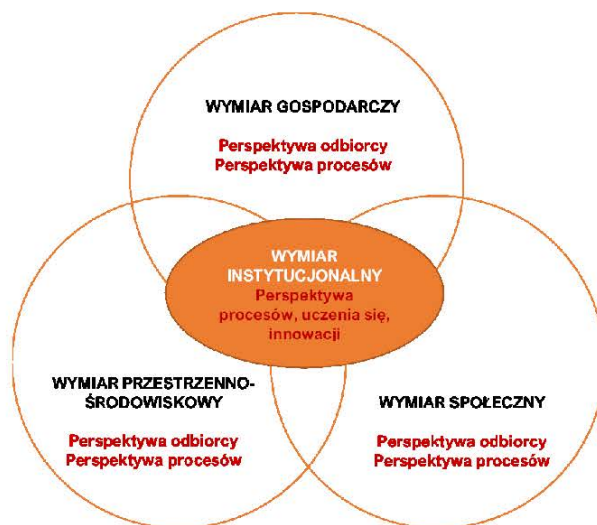 WYMIAR GOSPODARCZY
Perspektywa odbiorcy
Perspektywa procesów
WYMIAR
INSTYTUCJONALNY
Perspektywa
procesów, uczenia się,
innowacji
WYMIAR PRZESTRZENNO-
ŚRODOWISKOWY
Perspektywa odbiorcy
Perspektywa procesów
WYMIAR SPOŁECZNY
Perspektywa odbiorcy
Perspektywa procesów